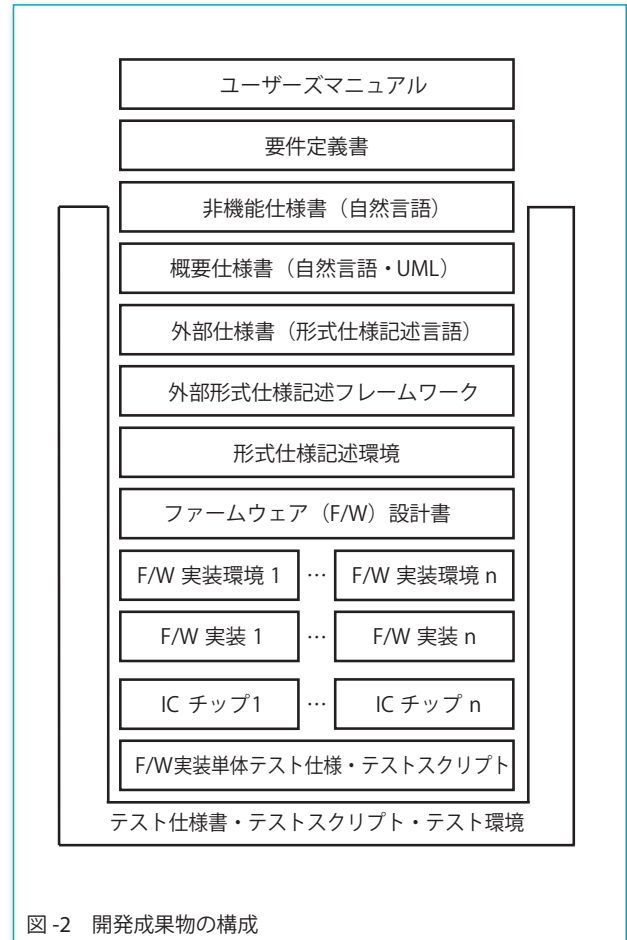 ユーザーズマニュアル
要件定義書
非機能仕様書（自然言語）
概要仕様書（自然言語・UML）
外部仕様書（形式仕様記述言語）
外部形式仕様記述フレームワーク
形式仕様記述環境
ファームウェア（F/W）設計書
F/W 実装環境 1 … F/W 実装環境 n
F/W 実装 1 … F/W 実装 n
IC チップ1 … IC チップ n
F/W実装単体テスト仕様・テストスクリプト
テスト仕様書・テストスクリプト・テスト環境
図 -2 開発成果物の構成